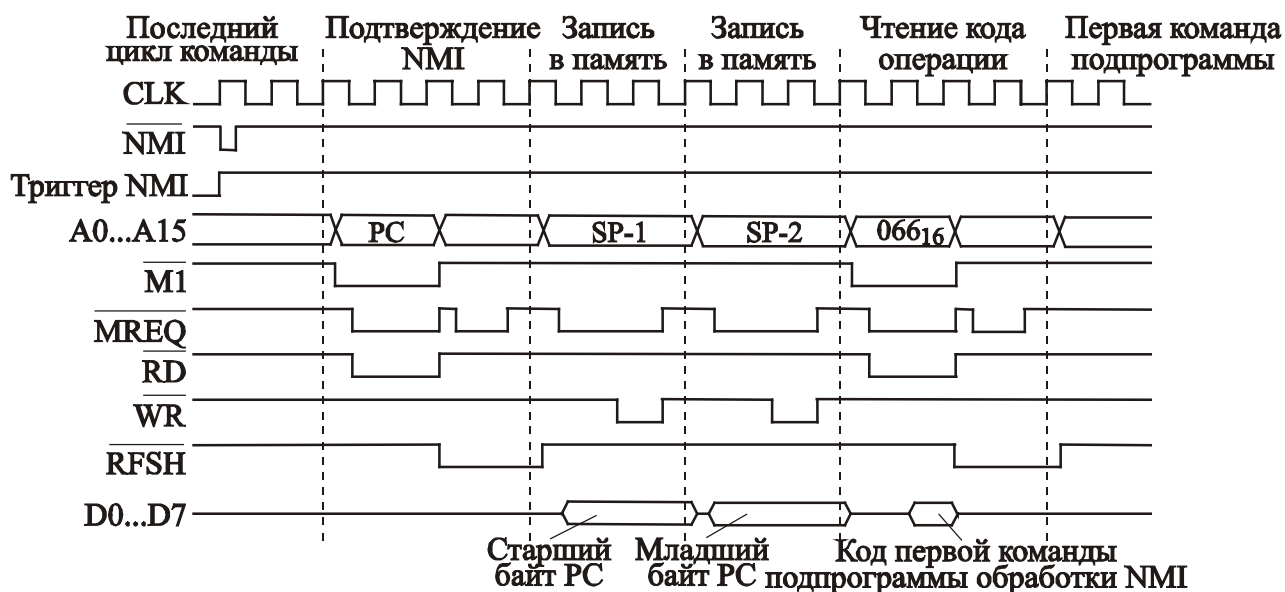 Последний
цикл команды
Подтверждение
NMI
Запись
в память
Запись
в память
Чтение кода
операции
Первая команда
подпрограммы
CLK
NMI
Триггер NMI
A0...A15
PC
SP-1
SP-2
066₁₆
M1
MREQ
RD
WR
RFSH
D0...D7
Старший
байт PC
Младший
байт PC
Код первой команды
подпрограммы обработки NMI